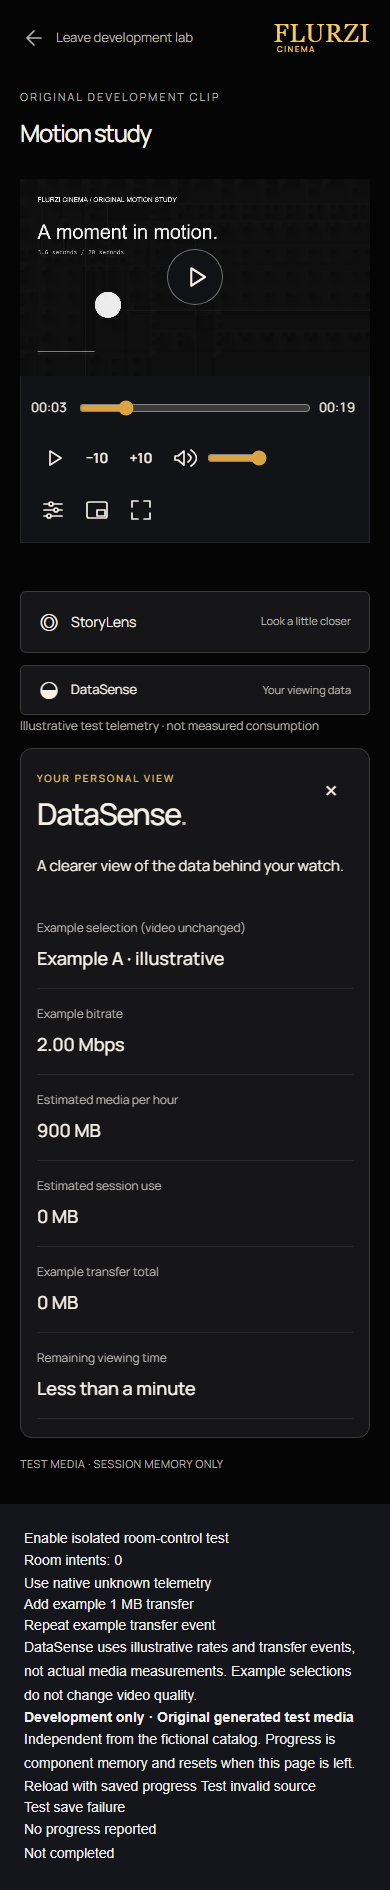 Leave development lab
FLURZI
CINEMA
ORIGINAL DEVELOPMENT CLIP
Motion study
FLURZI CINEMA / ORIGINAL MOTION STUDY
A moment in motion.
3.6 seconds / 20 seconds
00:03
00:19
−10
+10
StoryLens
Look a little closer
DataSense
Your viewing data
Illustrative test telemetry · not measured consumption
YOUR PERSONAL VIEW
×
DataSense.
A clearer view of the data behind your watch.
Example selection (video unchanged)
Example A · illustrative
Example bitrate
2.00 Mbps
Estimated media per hour
900 MB
Estimated session use
0 MB
Example transfer total
0 MB
Remaining viewing time
Less than a minute
TEST MEDIA · SESSION MEMORY ONLY
Enable isolated room-control test
Room intents: 0
Use native unknown telemetry
Add example 1 MB transfer
Repeat example transfer event
DataSense uses illustrative rates and transfer events,
not actual media measurements. Example selections
do not change video quality.
Development only · Original generated test media
Independent from the fictional catalog. Progress is
component memory and resets when this page is left.
Reload with saved progress Test invalid source
Test save failure
No progress reported
Not completed